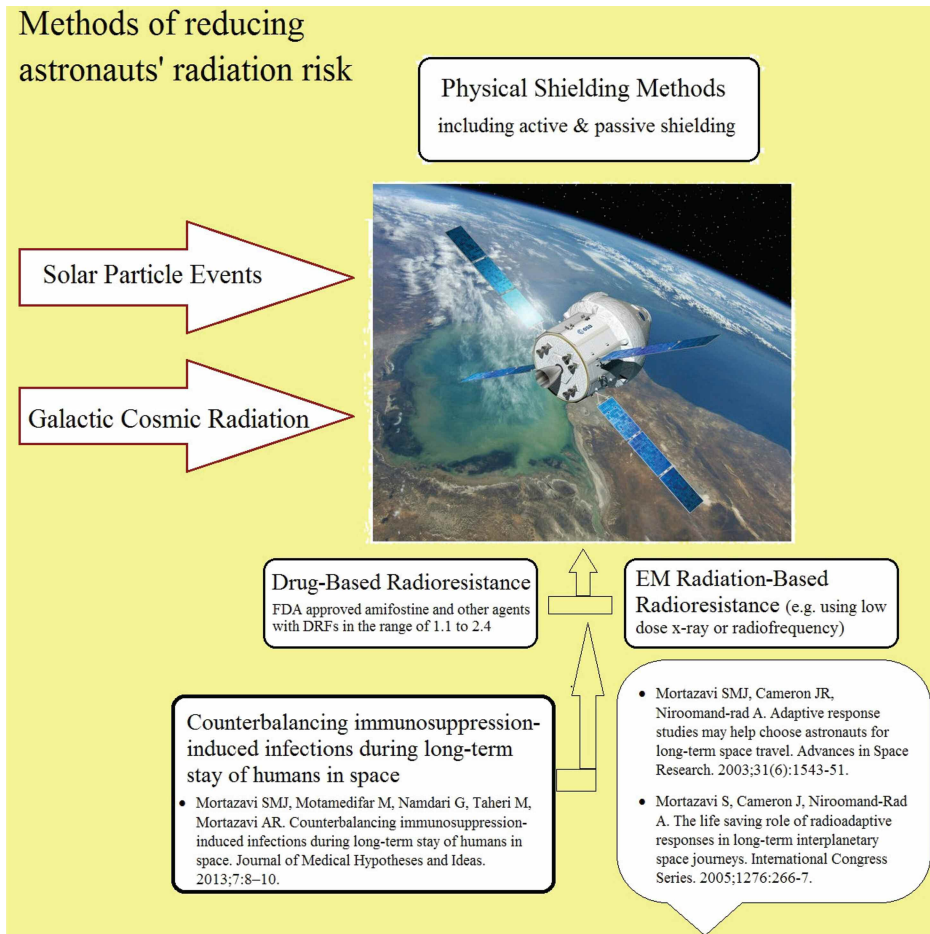 Methods of reducing
astronauts' radiation risk
Physical Shielding Methods
including active & passive shielding
Solar Particle Events
Galactic Cosmic Radiation
esa
Drug-Based Radioresistance
FDA approved amifostine and other agents
with DRFs in the range of 1.1 to 2.4
EM Radiation-Based
Radioresistance (e.g. using low
dose x-ray or radiofrequency)
Counterbalancing immunosuppression-
induced infections during long-term
stay of humans in space
• Mortazavi SMJ, Motamedifar M, Namdari G, Taheri M,
Mortazavi AR. Counterbalancing immunosuppression-
induced infections during long-term stay of humans in
space. Journal of Medical Hypotheses and Ideas.
2013;7:8–10.
• Mortazavi SMJ, Cameron JR,
Niroomand-rad A. Adaptive response
studies may help choose astronauts for
long-term space travel. Advances in Space
Research. 2003;31(6):1543-51.
• Mortazavi S, Cameron J, Niroomand-Rad
A. The life saving role of radioadaptive
responses in long-term interplanetary
space journeys. International Congress
Series. 2005;1276:266-7.